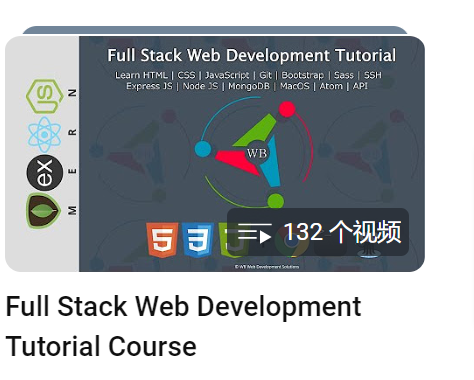 Full Stack Web Development Tutorial
Learn HTML | CSS | JavaScript | Git | Bootstrap | Sass | SSH
Express JS | Node JS | MongoDB | MacOS | Atom | API
JS
N
R
ex
E
M
WB
5
3
132 个视频
© WB Web Development Solutions
Full Stack Web Development
Tutorial Course